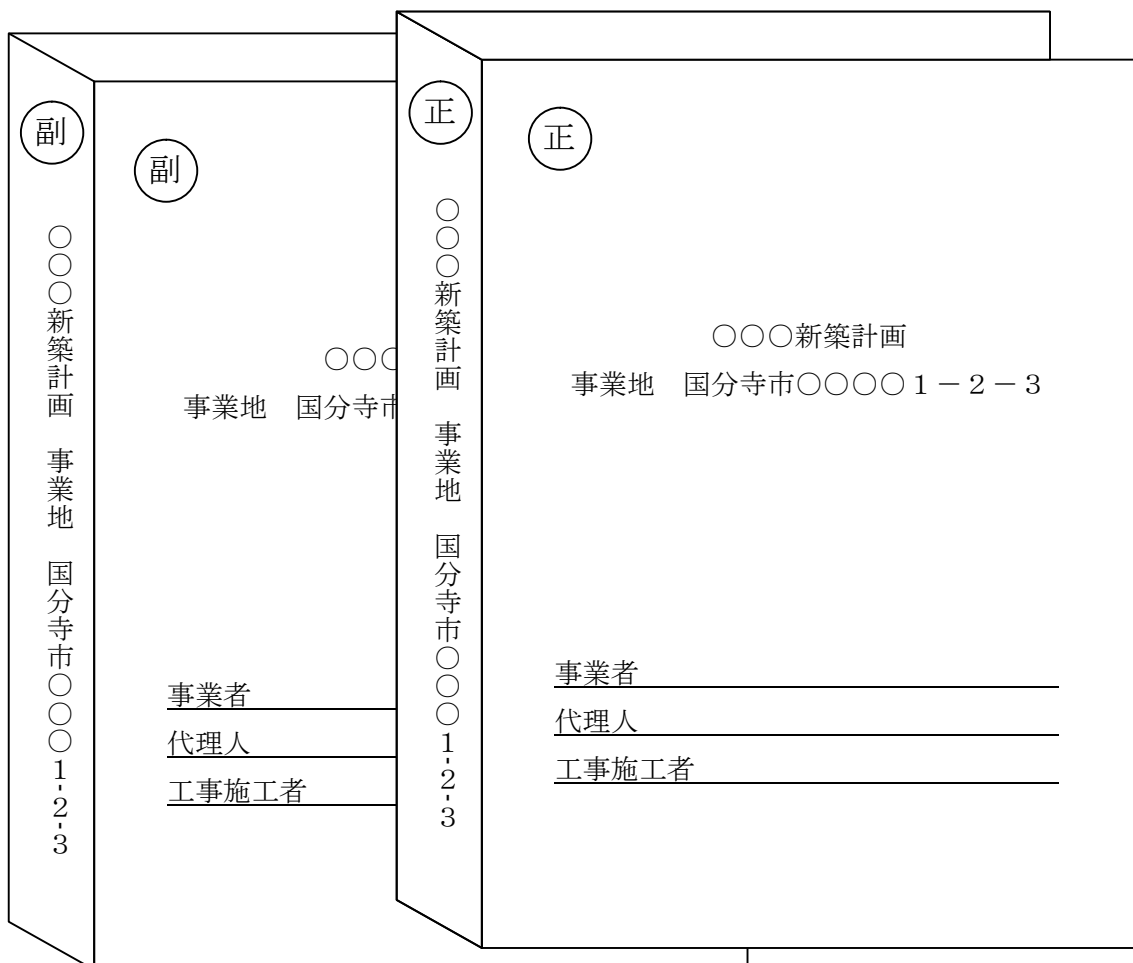 副
○○○新築計画　事業地　国分寺市○○○1-2-3
副
○○○
事業地　国分寺市
事業者
代理人
工事施工者
正
○○○新築計画　事業地　国分寺市○○○1-2-3
正
○○○新築計画
事業地　国分寺市○○○○１－２－３
事業者
代理人
工事施工者